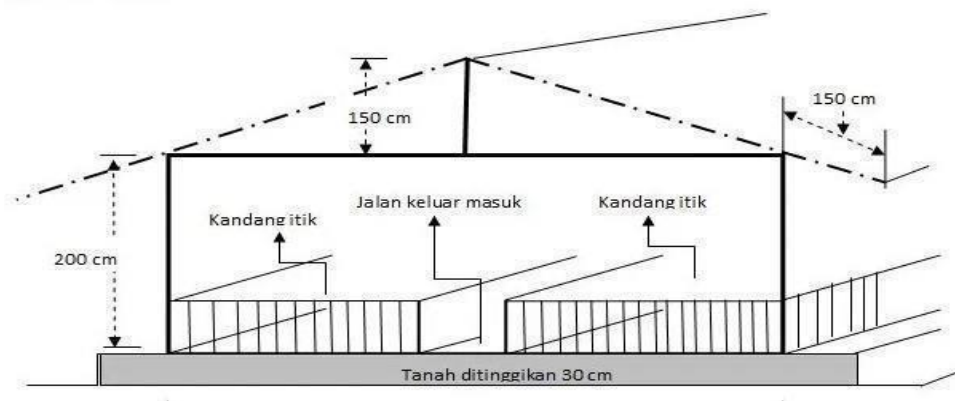 150 cm
150 cm
Kandang itik
Jalan keluar masuk
Kandang itik
200 cm
Tanah ditinggikan 30 cm